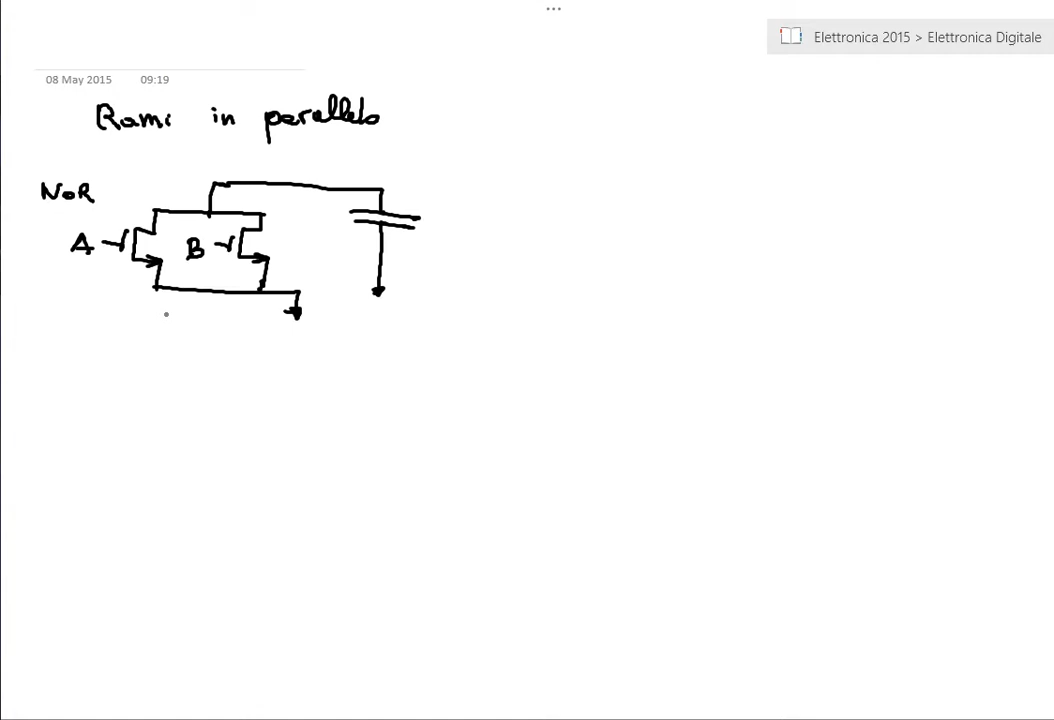 Elettronica 2015 > Elettronica Digitale
08 May 2015 09:19
Rami in parallelo
NOR
A B